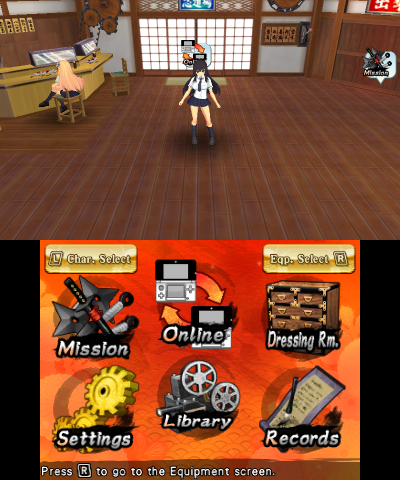 Onl
Mission
L Char. Select
Eqp. Select R
Mission
Online
Dressing Rm.
Settings
Library
Records
Press R to go to the Equipment screen.